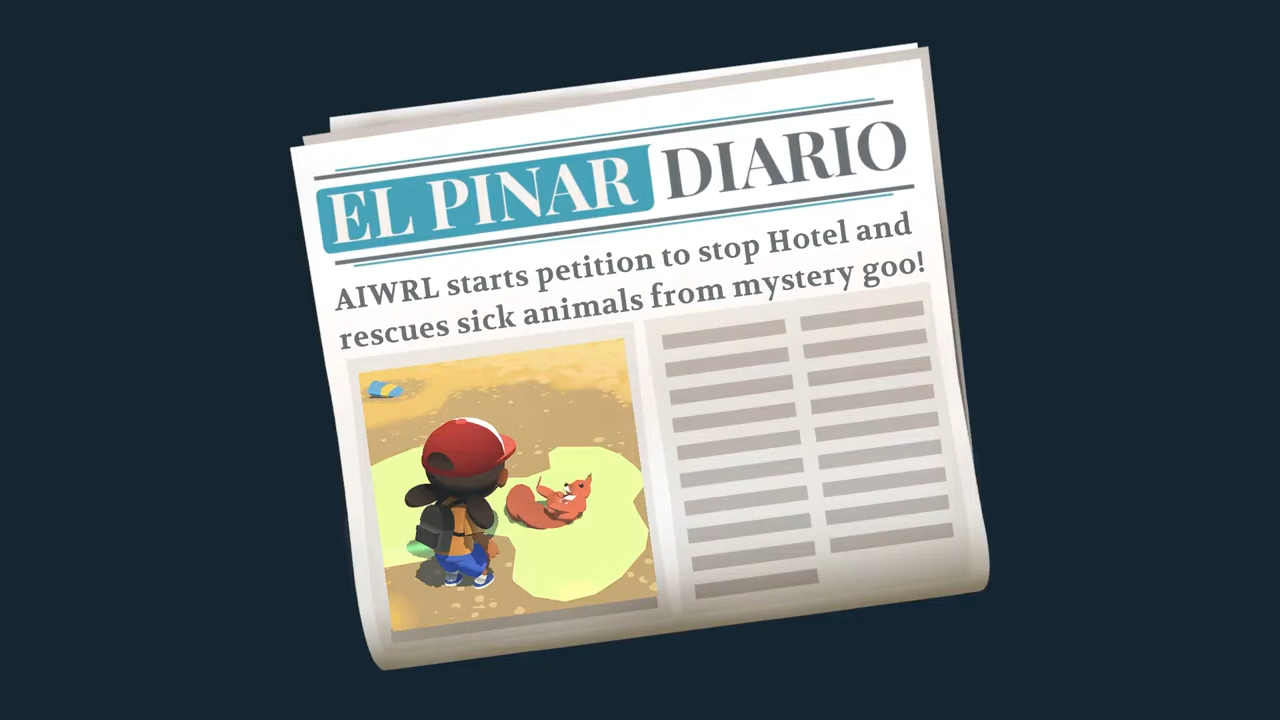 EL PINAR DIARIO
AIWRL starts petition to stop Hotel and
rescues sick animals from mystery goo!